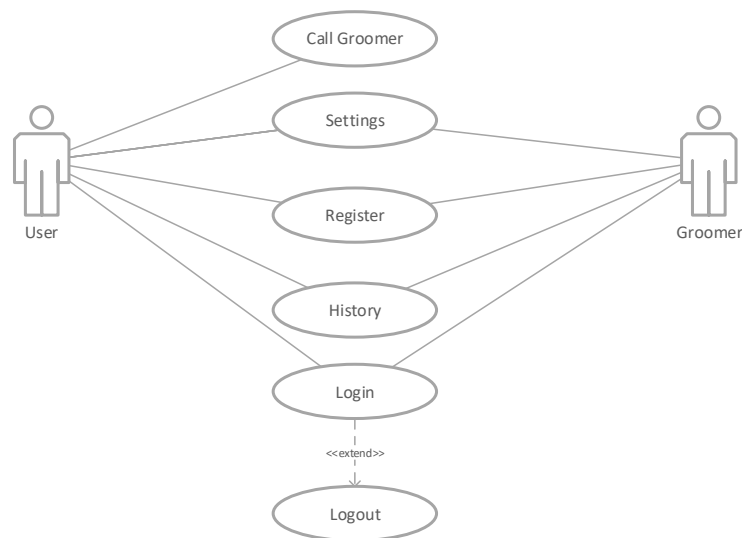 Call Groomer
Settings
Register
User
Groomer
History
Login
<<extend>>
Logout